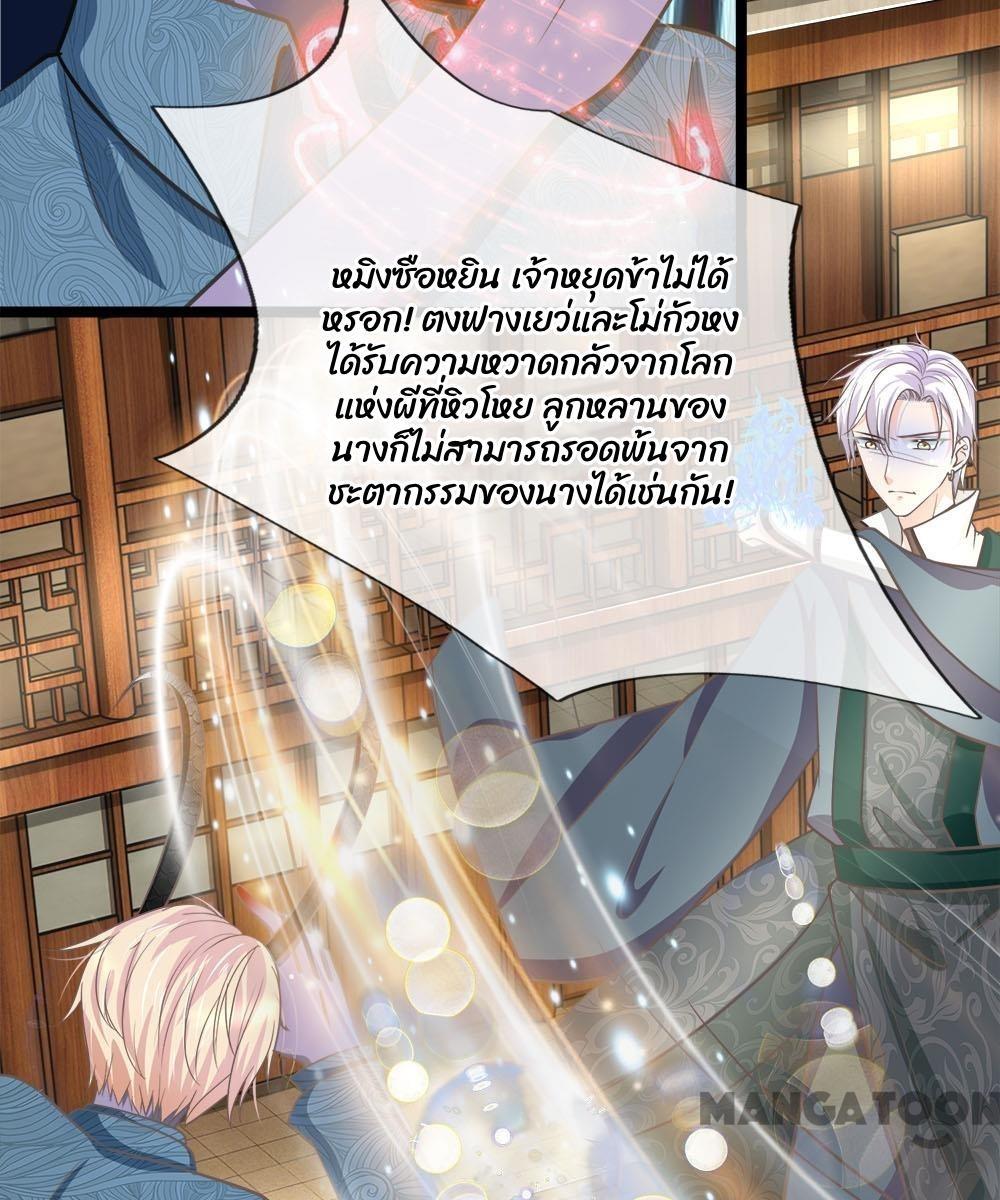 หมิงซือหยิน เจ้าหยุดข้าไม่ได้
หรอก! ตงฟางเยว่และโม่กัวหง
ได้รับความหวาดกลัวจากโลก
แห่งผีที่หิวโหย ลูกหลานของ
นางก็ไม่สามารถรอดพ้นจาก
ชะตากรรมของนางได้เช่นกัน!
MANGATOON